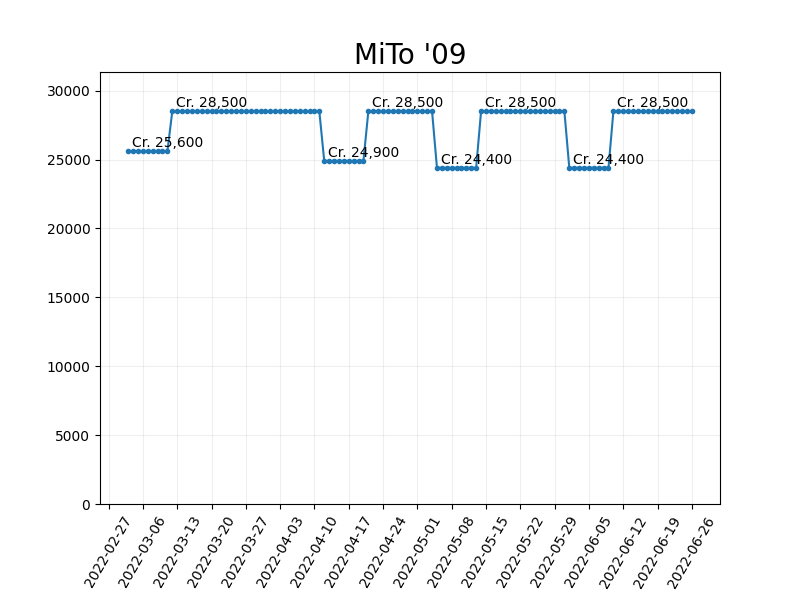 MiTo '09
30000
25000
20000
15000
10000
5000
0
Cr. 25,600
Cr. 28,500
Cr. 24,900
Cr. 28,500
Cr. 24,400
Cr. 28,500
Cr. 24,400
Cr. 28,500
2022-02-27
2022-03-06
2022-03-13
2022-03-20
2022-03-27
2022-04-03
2022-04-10
2022-04-17
2022-04-24
2022-05-01
2022-05-08
2022-05-15
2022-05-22
2022-05-29
2022-06-05
2022-06-12
2022-06-19
2022-06-26